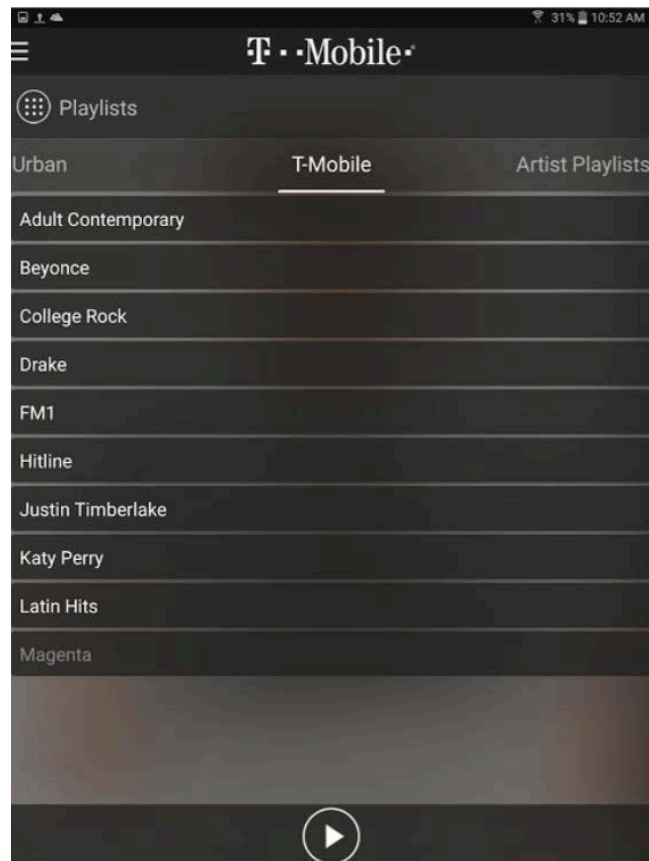 31% 10:52 AM
T··Mobile·
Playlists
Urban T-Mobile Artist Playlists
Adult Contemporary
Beyonce
College Rock
Drake
FM1
Hitline
Justin Timberlake
Katy Perry
Latin Hits
Magenta